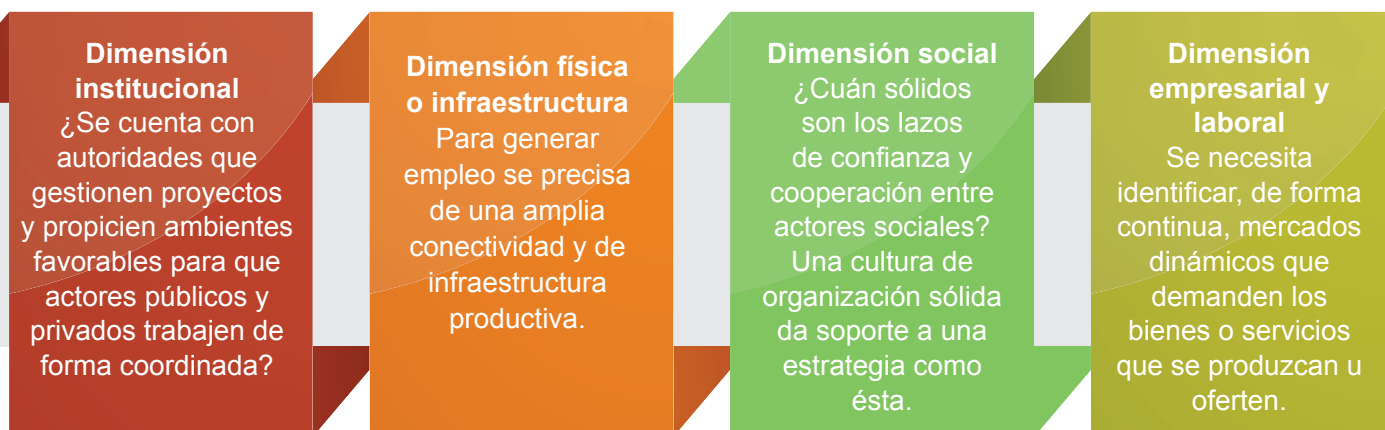 Dimensión
institucional
¿Se cuenta con
autoridades que
gestionen proyectos
y propicien ambientes
favorables para que
actores públicos y
privados trabajen de
forma coordinada?
Dimensión física
o infraestructura
Para generar
empleo se precisa
de una amplia
conectividad y de
infraestructura
productiva.
Dimensión social
¿Cuán sólidos
son los lazos
de confianza y
cooperación entre
actores sociales?
Una cultura de
organización sólida
da soporte a una
estrategia como
ésta.
Dimensión
empresarial y
laboral
Se necesita
identificar, de forma
continua, mercados
dinámicos que
demanden los
bienes o servicios
que se produzcan u
oferten.